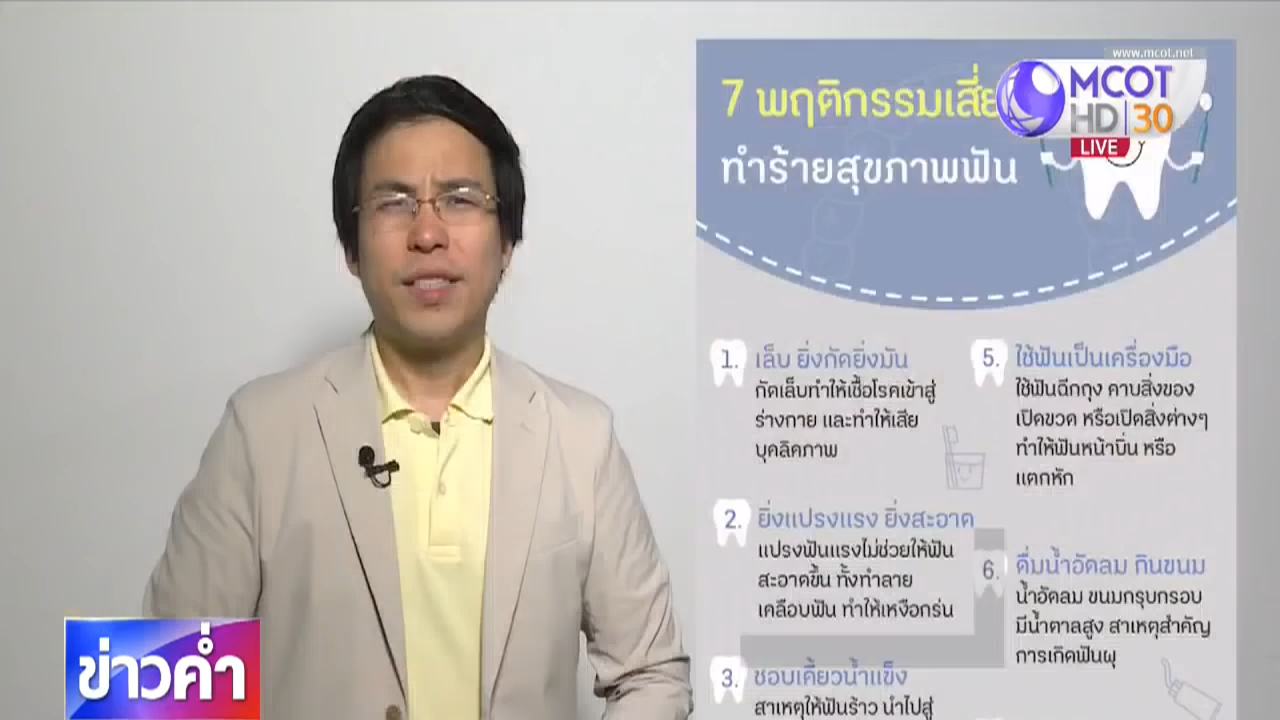 www.mcot.net
MCOT
HD 30
LIVE
7 พฤติกรรมเสี่ย
ทำร้ายสุขภาพฟัน
1. เล็บ ยิ่งกัดยิ่งมัน
กัดเล็บทำให้เชื้อโรคเข้าสู่
ร่างกาย และทำให้เสีย
บุคลิคภาพ
2. ยิ่งแปรงแรง ยิ่งสะอาด
แปรงฟันแรงไม่ช่วยให้ฟัน
สะอาดขึ้น ทั้งทำลาย
เคลือบฟัน ทำให้เหงือกร่น
3. ชอบเคี้ยวน้ำแข็ง
สาเหตุให้ฟันร้าว นำไปสู่
5. ใช้ฟันเป็นเครื่องมือ
ใช้ฟันฉีกถุง คาบสิ่งของ
เปิดขวด หรือเปิดสิ่งต่างๆ
ทำให้ฟันหน้าบิ่น หรือ
แตกหัก
6. ดื่มน้ำอัดลม กินขนม
น้ำอัดลม ขนมกรุบกรอบ
มีน้ำตาลสูง สาเหตุสำคัญ
การเกิดฟันผุ
ข่าวค่ำ